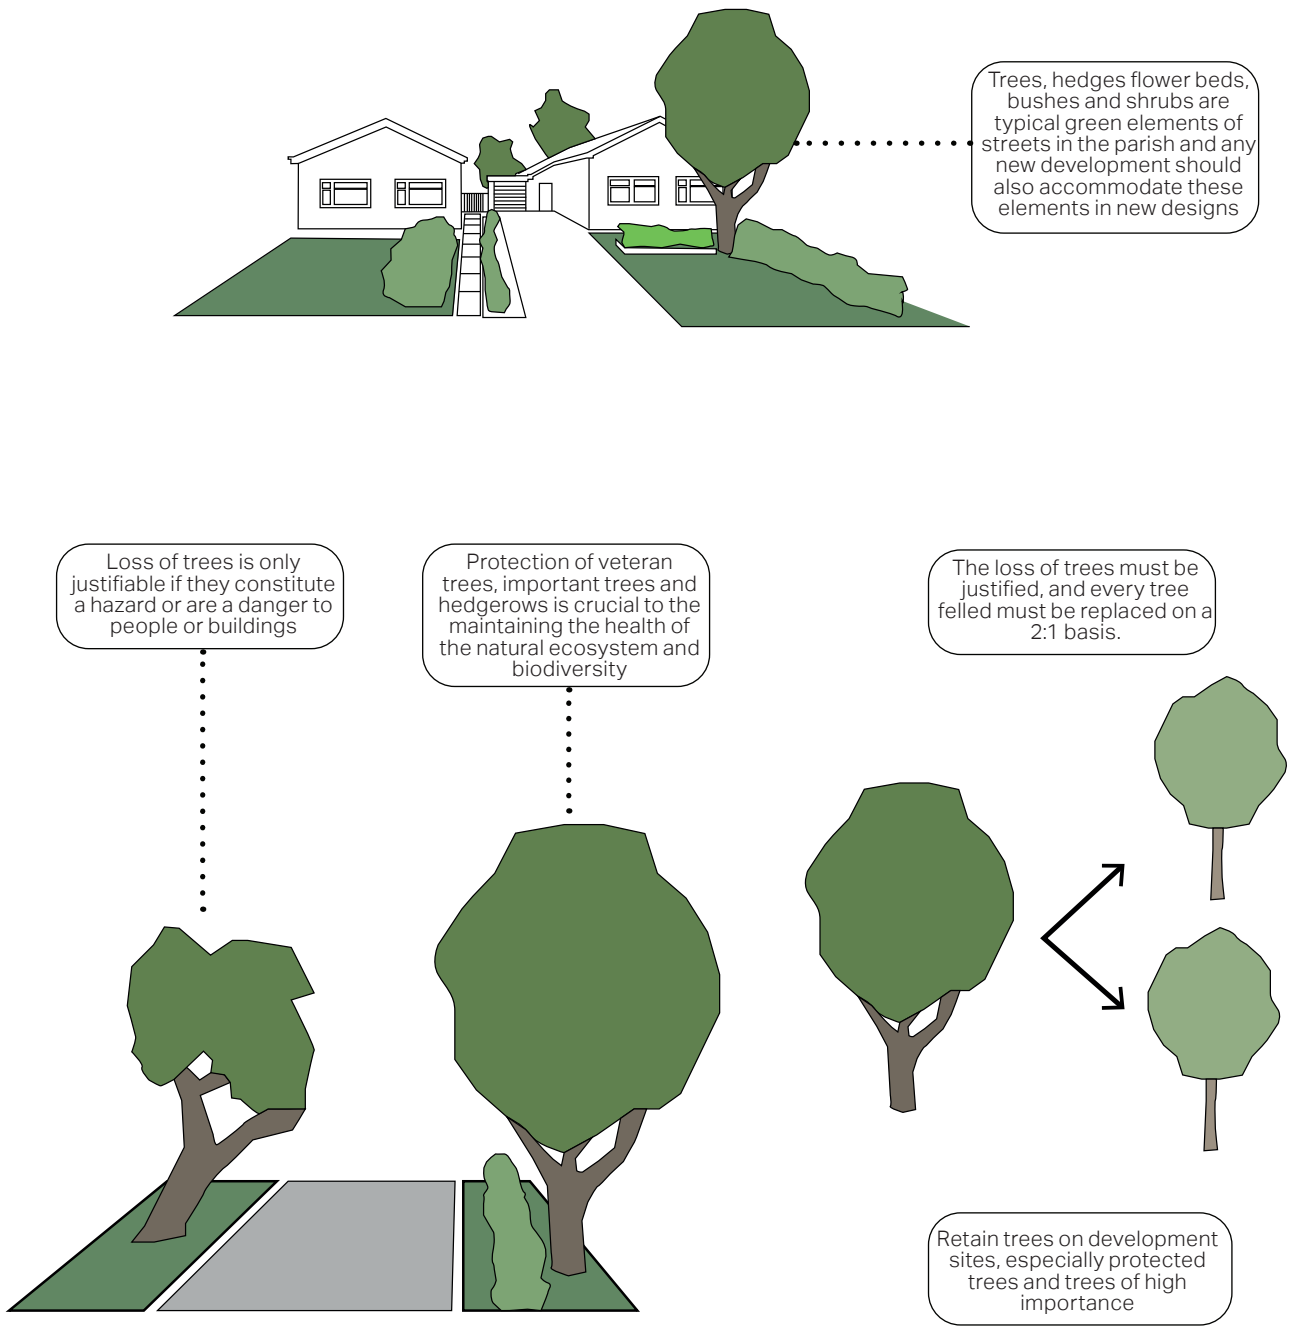 Trees, hedges flower beds,
bushes and shrubs are
typical green elements of
streets in the parish and any
new development should
also accommodate these
elements in new designs
Loss of trees is only
justifiable if they constitute
a hazard or are a danger to
people or buildings
Protection of veteran
trees, important trees and
hedgerows is crucial to the
maintaining the health of
the natural ecosystem and
biodiversity
The loss of trees must be
justified, and every tree
felled must be replaced on a
2:1 basis.
Retain trees on development
sites, especially protected
trees and trees of high
importance